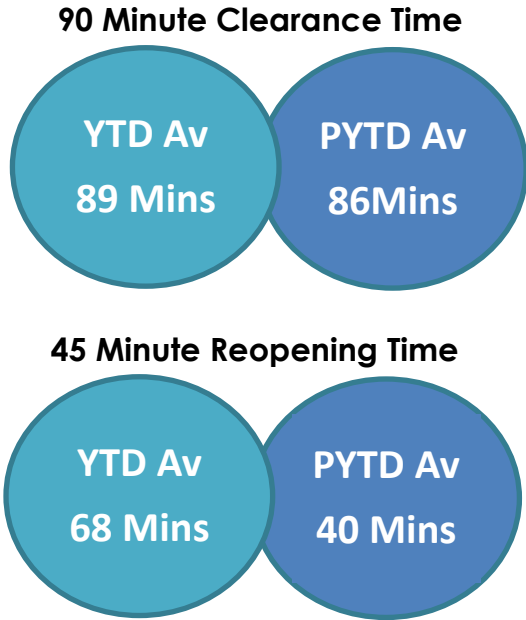 90 Minute Clearance Time
YTD Av
89 Mins
PYTD Av
86Mins
45 Minute Reopening Time
YTD Av
68 Mins
PYTD Av
40 Mins